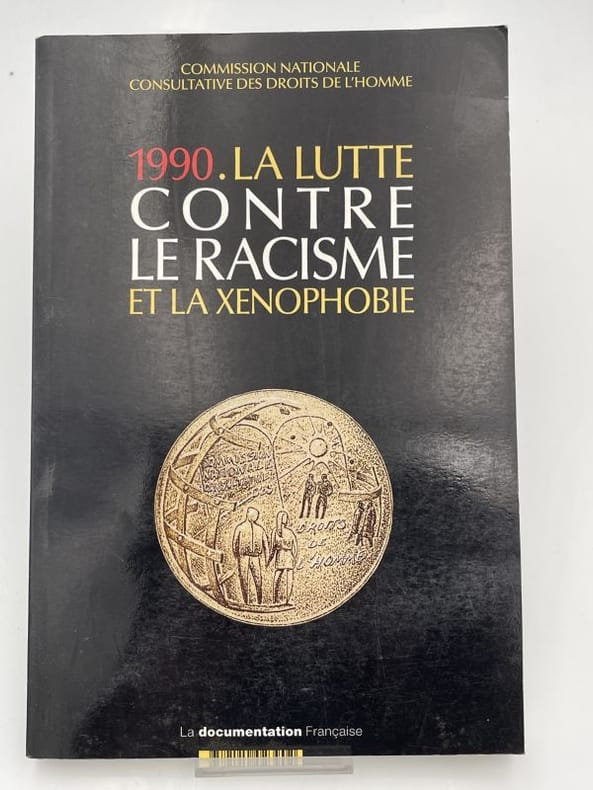 COMMISSION NATIONALE
CONSULTATIVE DES DROITS DE L'HOMME
1990. LA LUTTE
CONTRE
LE RACISME
ET LA XENOPHOBIE
DROITS
DE
L'HOMME
La documentation Française